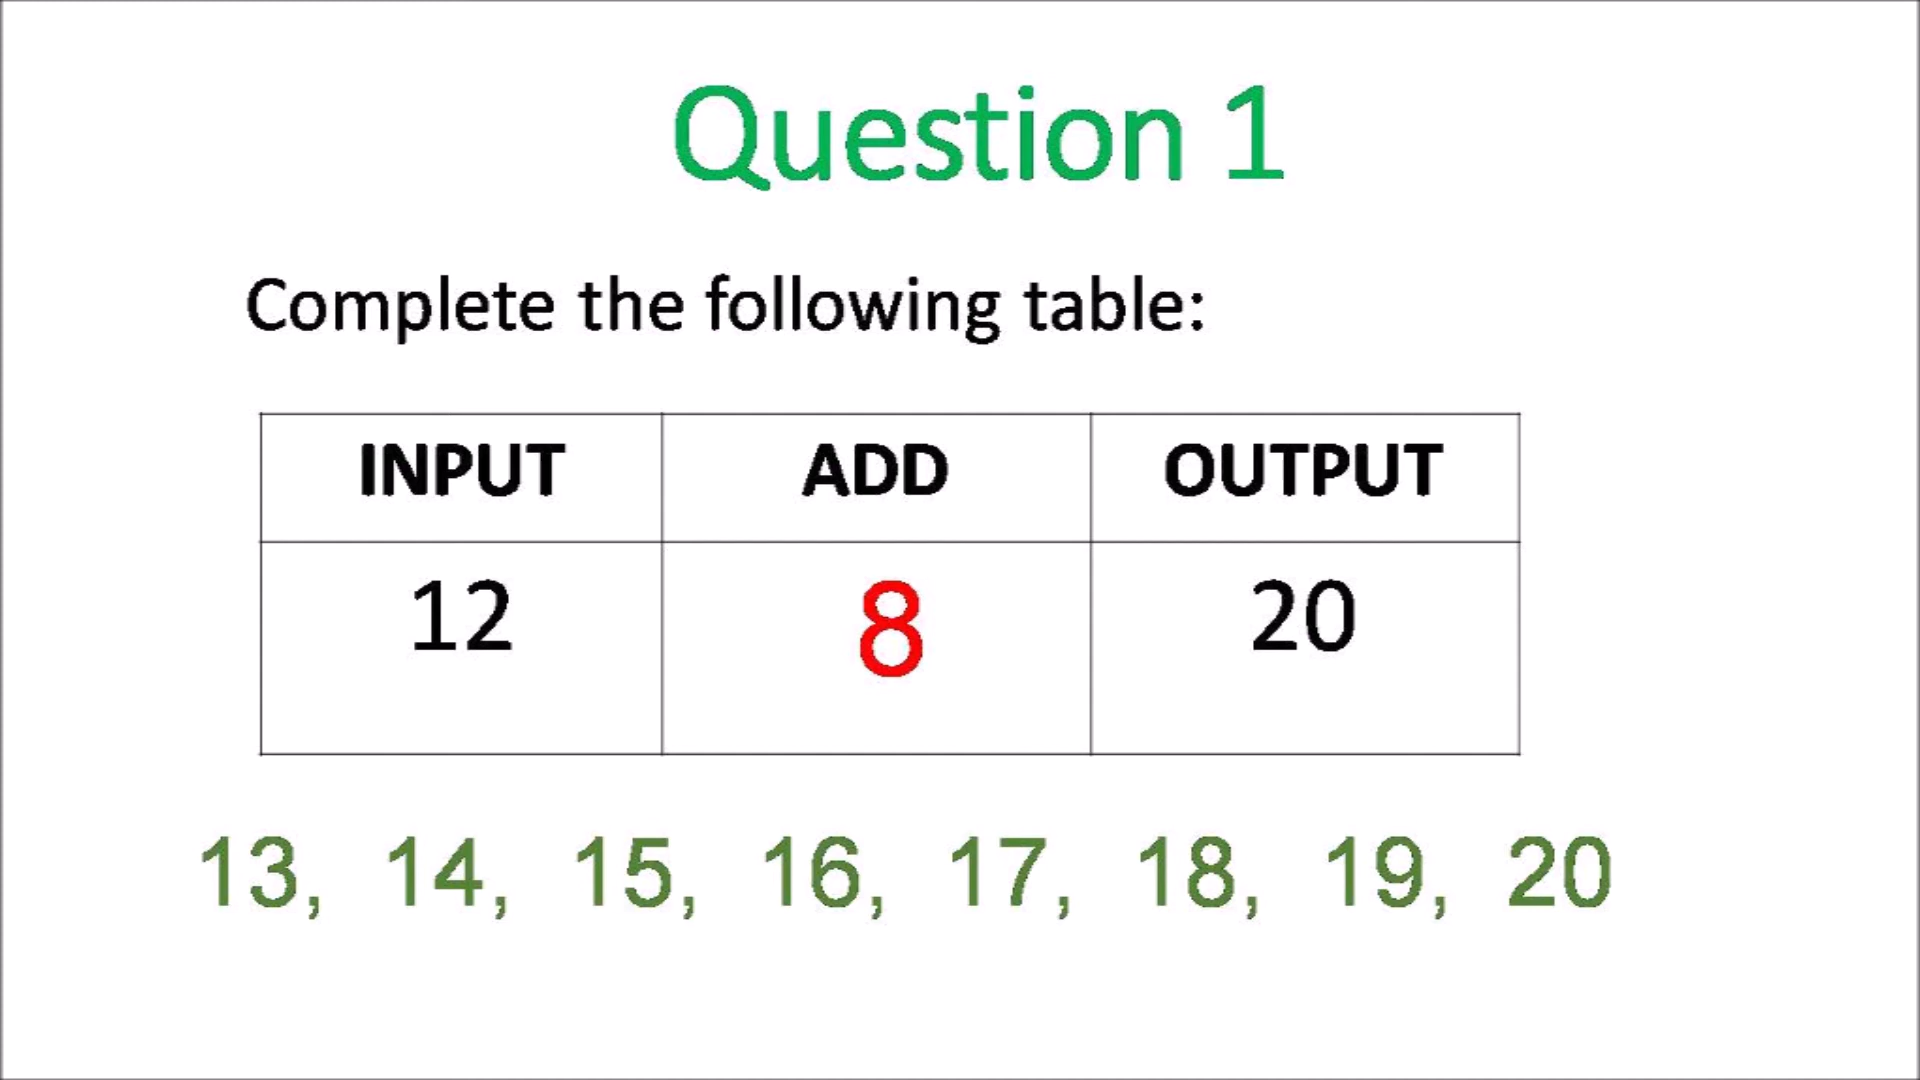 Question 1
Complete the following table:
INPUT ADD OUTPUT
12 8 20
13, 14, 15, 16, 17, 18, 19, 20